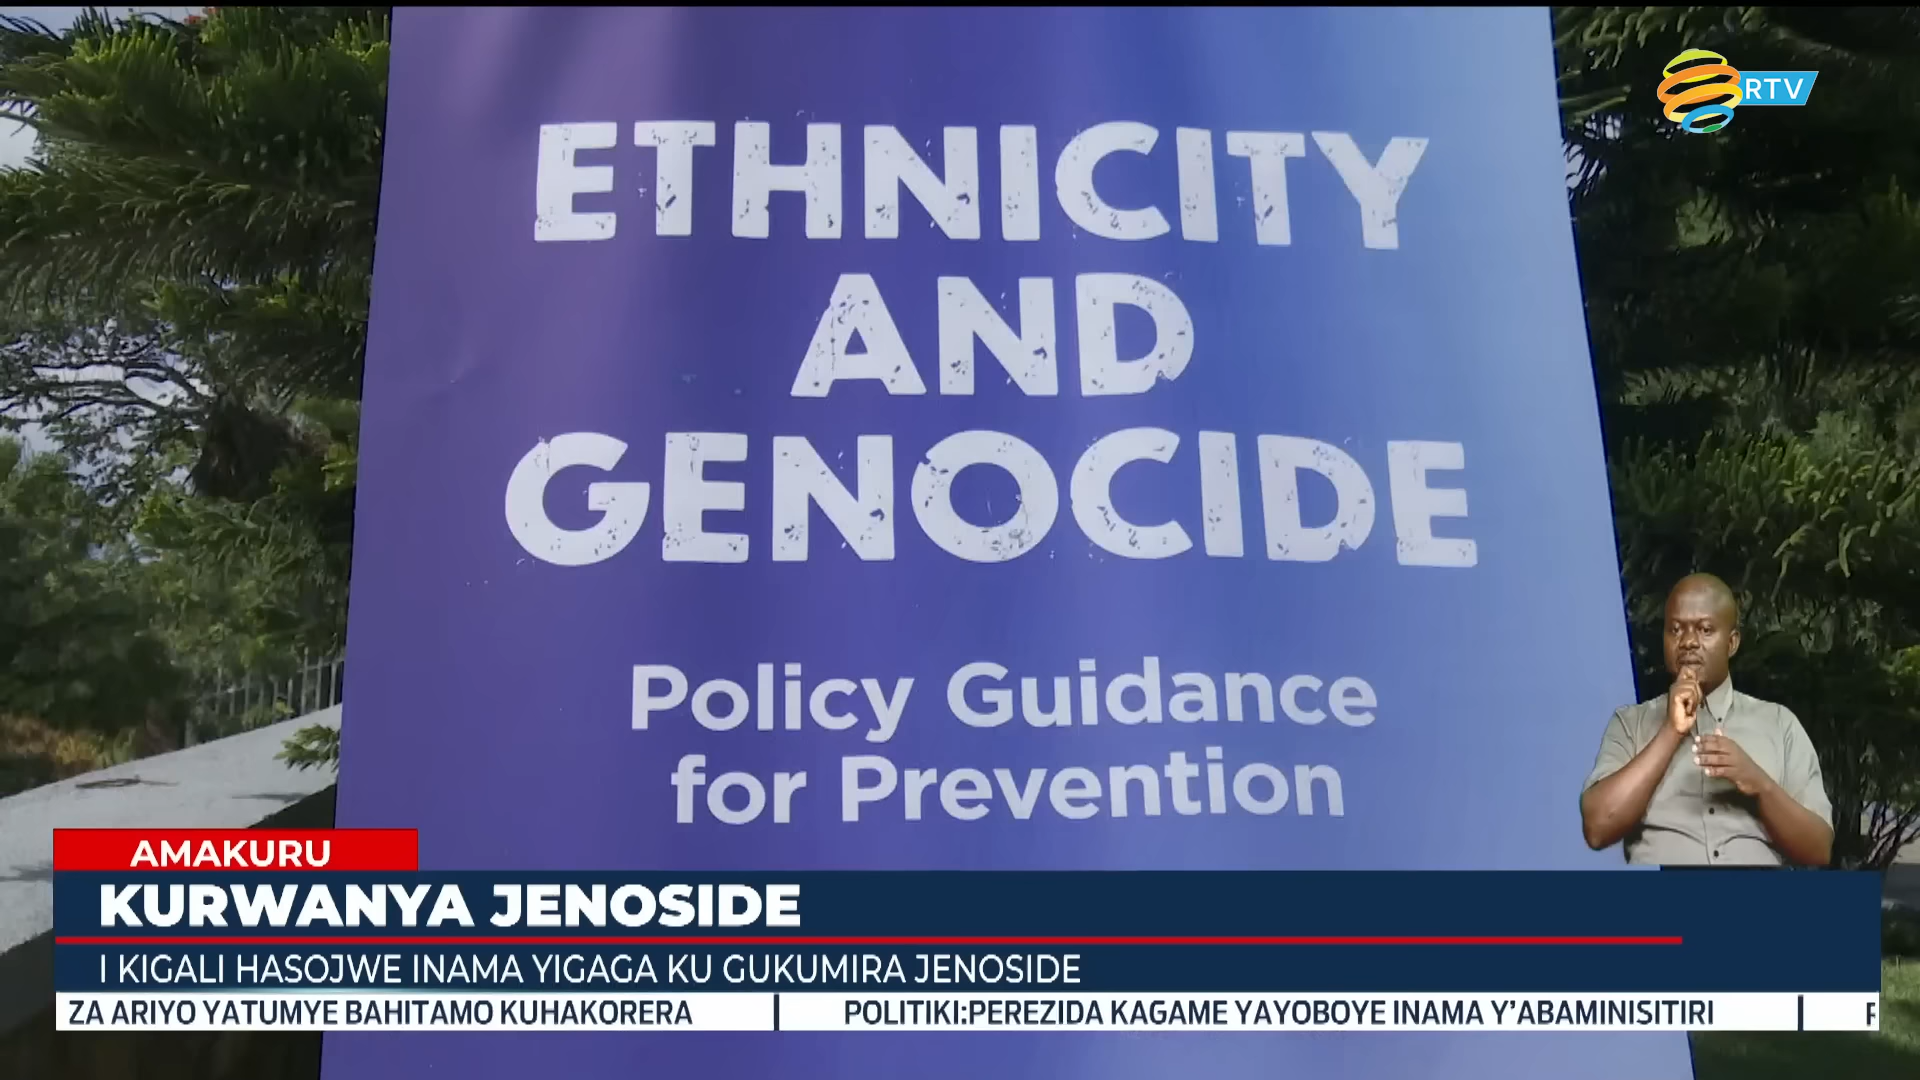 RTV
ETHNICITY
AND
GENOCIDE
Policy Guidance
for Prevention
AMAKURU
KURWANYA JENOSIDE
I KIGALI HASOJWE INAMA YIGAGA KU GUKUMIRA JENOSIDE
ZA ARIYO YATUMYE BAHITAMO KUHAKORERA | POLITIKI:PEREZIDA KAGAME YAYOBOYE INAMA Y'ABAMINISITIRI |